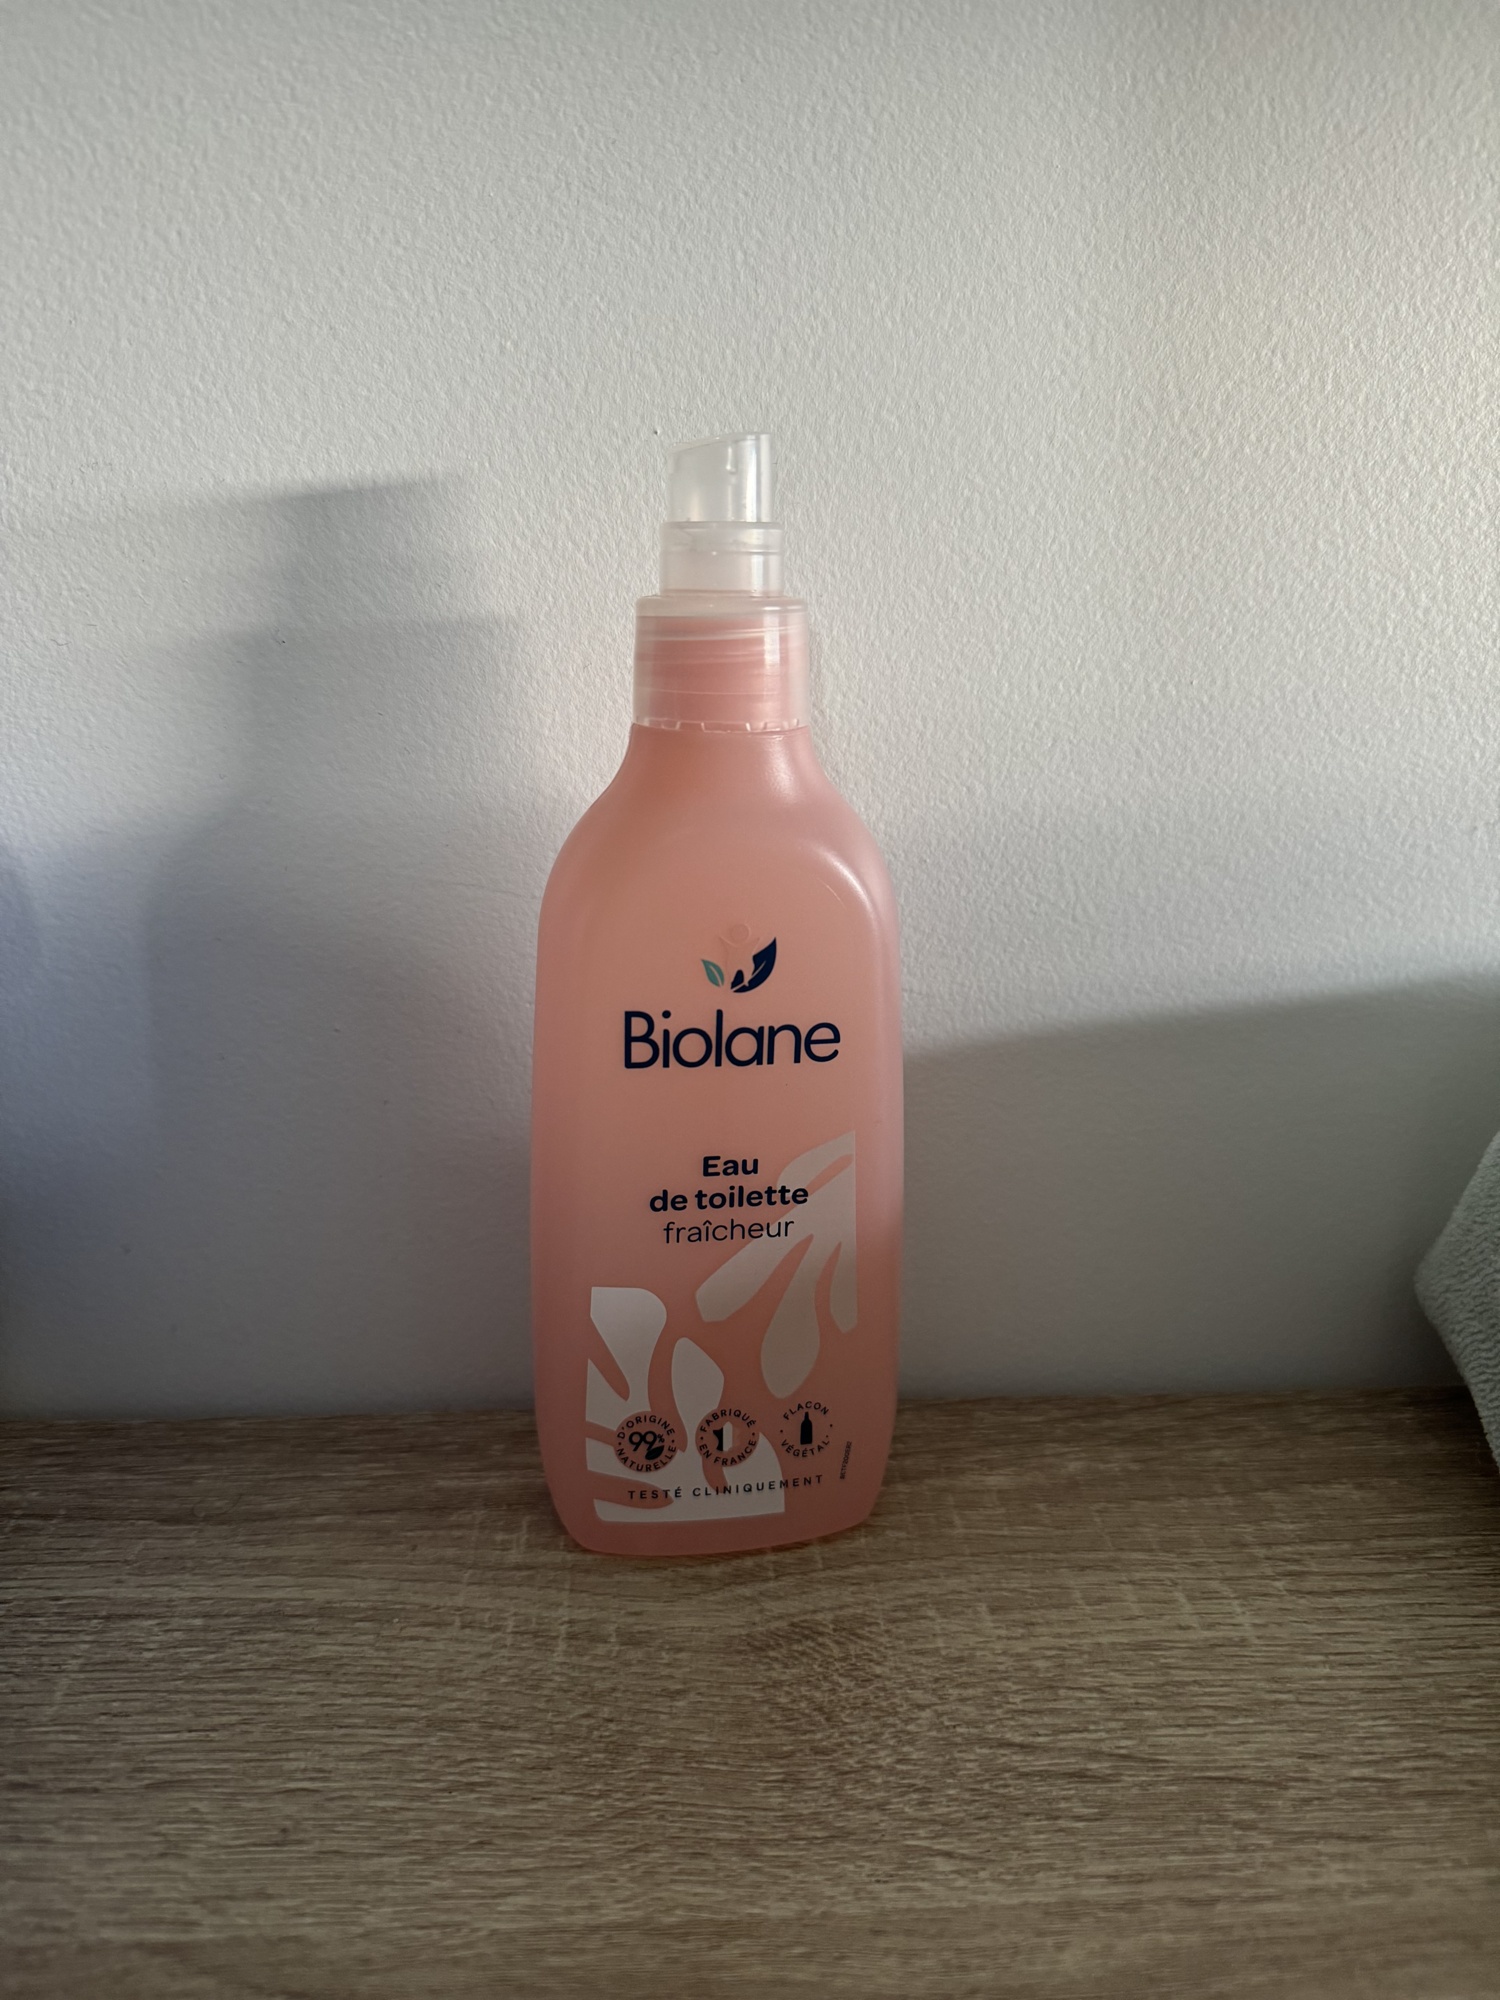 Biolane
Eau
de toilette
fraîcheur
D'ORIGINE
99%
NATURELLE
FABRIQUÉ
EN FRANCE
FLACON
VÉGÉTAL
TESTÉ CLINIQUEMENT